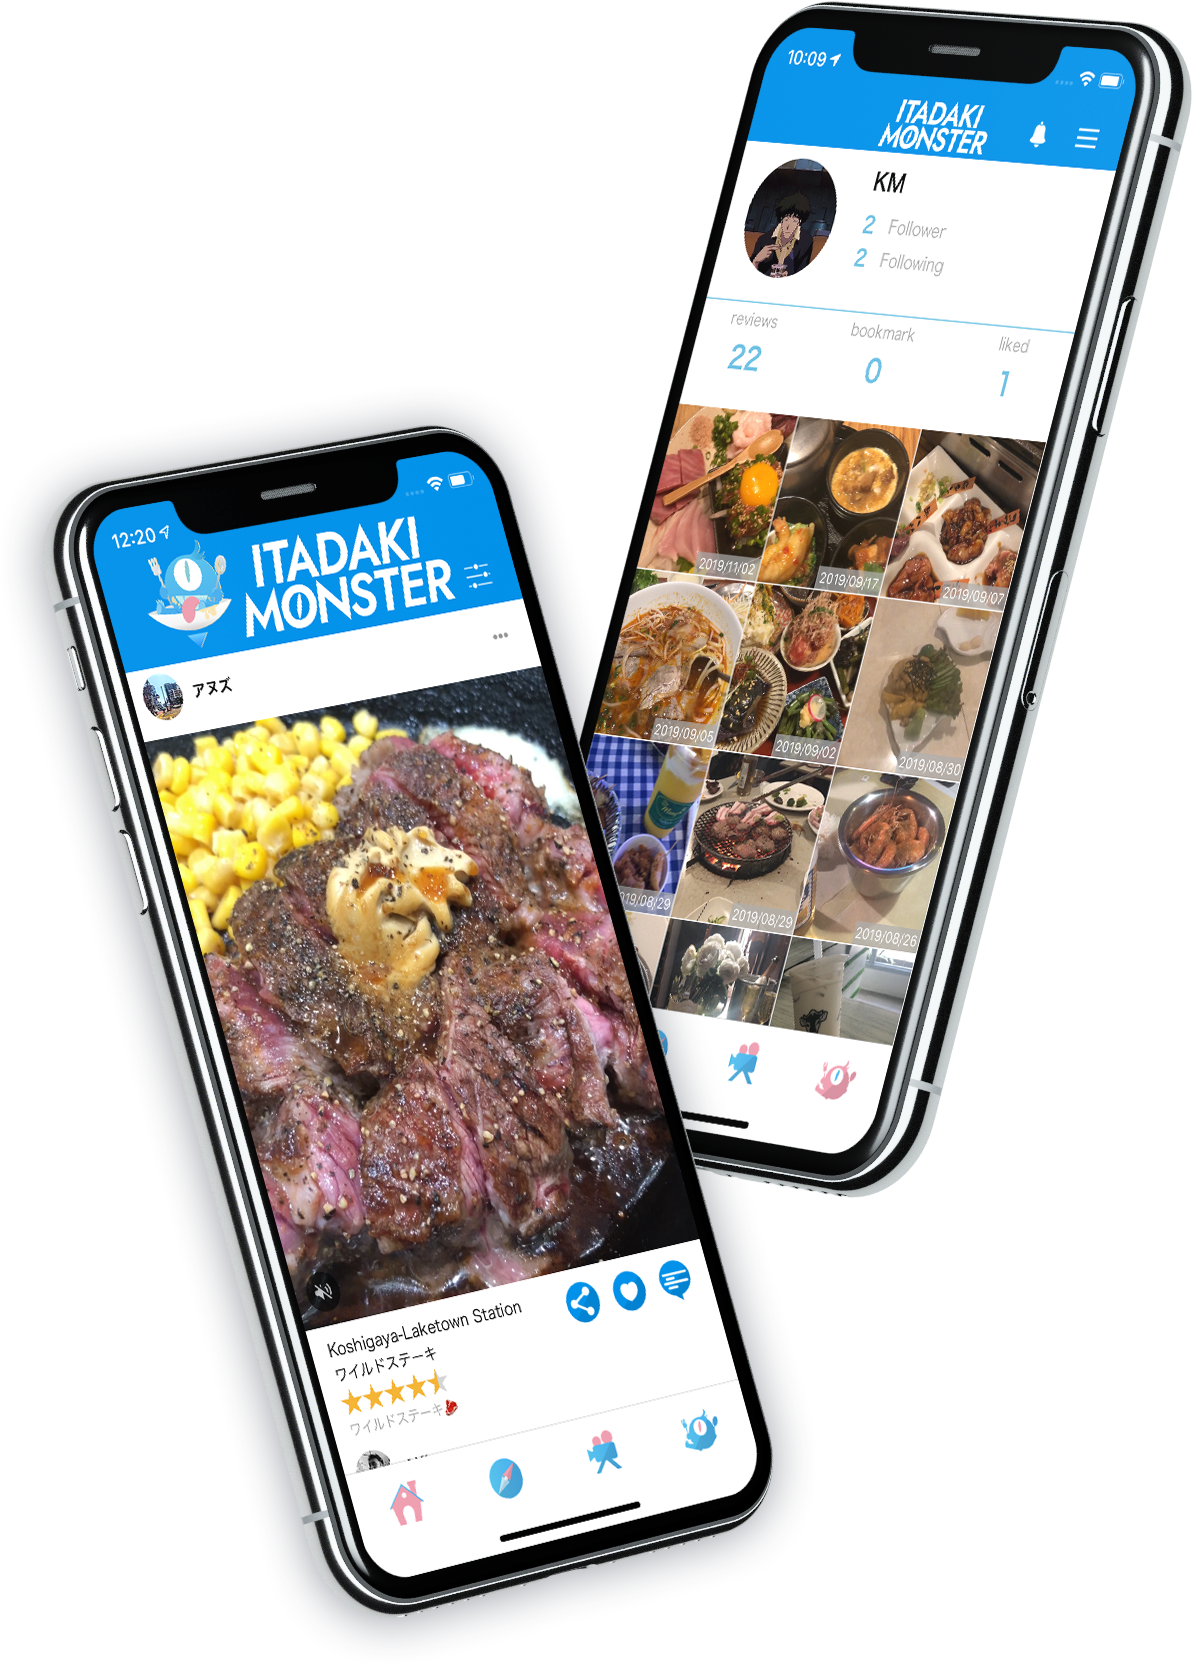 12:20
ITADAKI
MONSTER
アヌズ
Koshigaya-Laketown Station
ワイルドステーキ
ワイルドステーキ
10:09
ITADAKI
MONSTER
KM
2 Follower
2 Following
reviews bookmark liked
22 0 1
2019/11/02 2019/09/17 2019/09/07
2019/09/05 2019/09/02 2019/08/30
2019/08/29 2019/08/29 2019/08/26